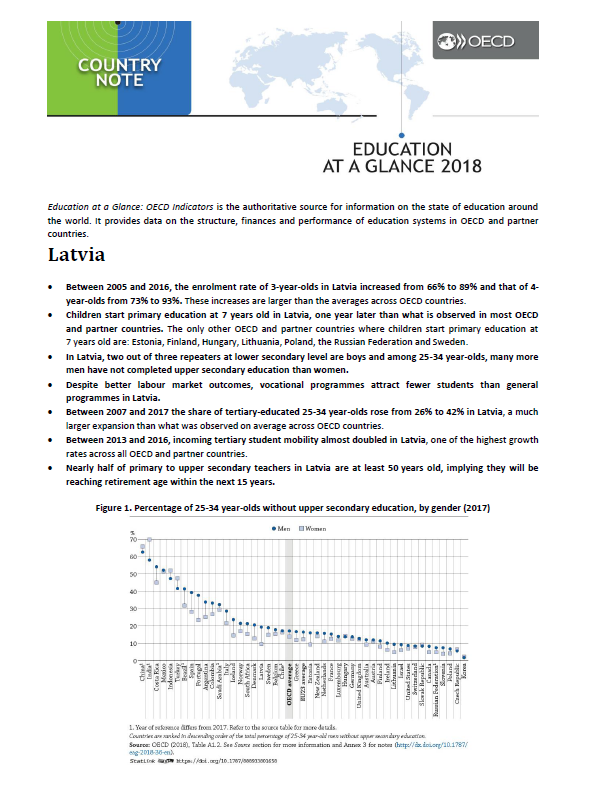 COUNTRY
NOTE
OECD
EDUCATION
AT A GLANCE 2018
Education at a Glance: OECD Indicators is the authoritative source for information on the state of education around
the world. It provides data on the structure, finances and performance of education systems in OECD and partner
countries.
Latvia
• Between 2005 and 2016, the enrolment rate of 3-year-olds in Latvia increased from 66% to 89% and that of 4-
year-olds from 73% to 93%. These increases are larger than the averages across OECD countries.
• Children start primary education at 7 years old in Latvia, one year later than what is observed in most OECD
and partner countries. The only other OECD and partner countries where children start primary education at
7 years old are: Estonia, Finland, Hungary, Lithuania, Poland, the Russian Federation and Sweden.
• In Latvia, two out of three repeaters at lower secondary level are boys and among 25-34 year-olds, many more
men have not completed upper secondary education than women.
• Despite better labour market outcomes, vocational programmes attract fewer students than general
programmes in Latvia.
• Between 2007 and 2017 the share of tertiary-educated 25-34 year-olds rose from 26% to 42% in Latvia, a much
larger expansion than what was observed on average across OECD countries.
• Between 2013 and 2016, incoming tertiary student mobility almost doubled in Latvia, one of the highest growth
rates across all OECD and partner countries.
• Nearly half of primary to upper secondary teachers in Latvia are at least 50 years old, implying they will be
reaching retirement age within the next 15 years.
Figure 1. Percentage of 25-34 year-olds without upper secondary education, by gender (2017)
Men Women
%
70
60
50
40
30
20
10
0
China¹
India¹
Costa Rica
Mexico
Indonesia
Turkey
Brazil¹
Spain
Portugal
Argentina
Colombia
Saudi Arabia¹
Italy
Iceland
Norway
South Africa
Denmark
Latvia
Sweden
Belgium
Chile¹
OECD average
Greece
EU23 average
Estonia
New Zealand
Netherlands
France
Luxembourg
Hungary
Germany
United Kingdom
Australia
Austria
Finland
Ireland
Lithuania
Israel
United States
Switzerland
Slovak Republic
Canada
Russian Federation¹
Slovenia
Poland
Czech Republic
Korea
1. Year of reference differs from 2017. Refer to the source table for more details.
Countries are ranked in descending order of the total percentage of 25-34 year-old men without upper secondary education.
Source: OECD (2018), Table A1.2. See Source section for more information and Annex 3 for notes (http://dx.doi.org/10.1787/
eag-2018-36-en).
StatLink https://doi.org/10.1787/888933801658